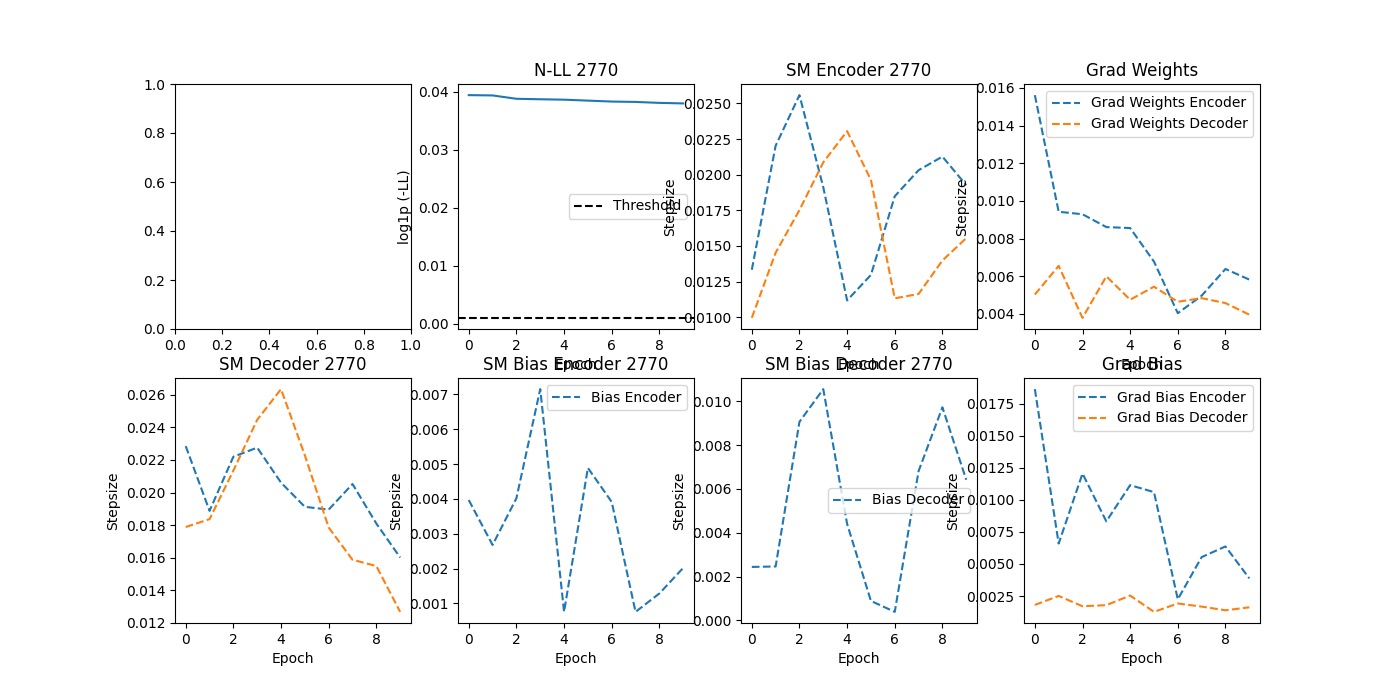 N-LL 2770
SM Encoder 2770
Grad Weights
1.0
0.8
0.6
0.4
0.2
0.0
0.0 0.2 0.4 0.6 0.8 1.0
log1p (-LL)
0.04
0.03
0.02
0.01
0.00
Threshold
0 2 4 6 8
Epoch
Stepsize
0.0250
0.0225
0.0200
0.0175
0.0150
0.0125
0.0100
0 2 4 6 8
Epoch
Stepsize
0.016
0.014
0.012
0.010
0.008
0.006
0.004
Grad Weights Encoder
Grad Weights Decoder
0 2 4 6 8
Epoch
SM Decoder 2770
SM Bias Encoder 2770
SM Bias Decoder 2770
Grad Bias
Stepsize
0.026
0.024
0.022
0.020
0.018
0.016
0.014
0.012
0 2 4 6 8
Epoch
Stepsize
0.007
0.006
0.005
0.004
0.003
0.002
0.001
Bias Encoder
0 2 4 6 8
Epoch
Stepsize
0.010
0.008
0.006
0.004
0.002
0.000
Bias Decoder
0 2 4 6 8
Epoch
Stepsize
0.0175
0.0150
0.0125
0.0100
0.0075
0.0050
0.0025
Grad Bias Encoder
Grad Bias Decoder
0 2 4 6 8
Epoch